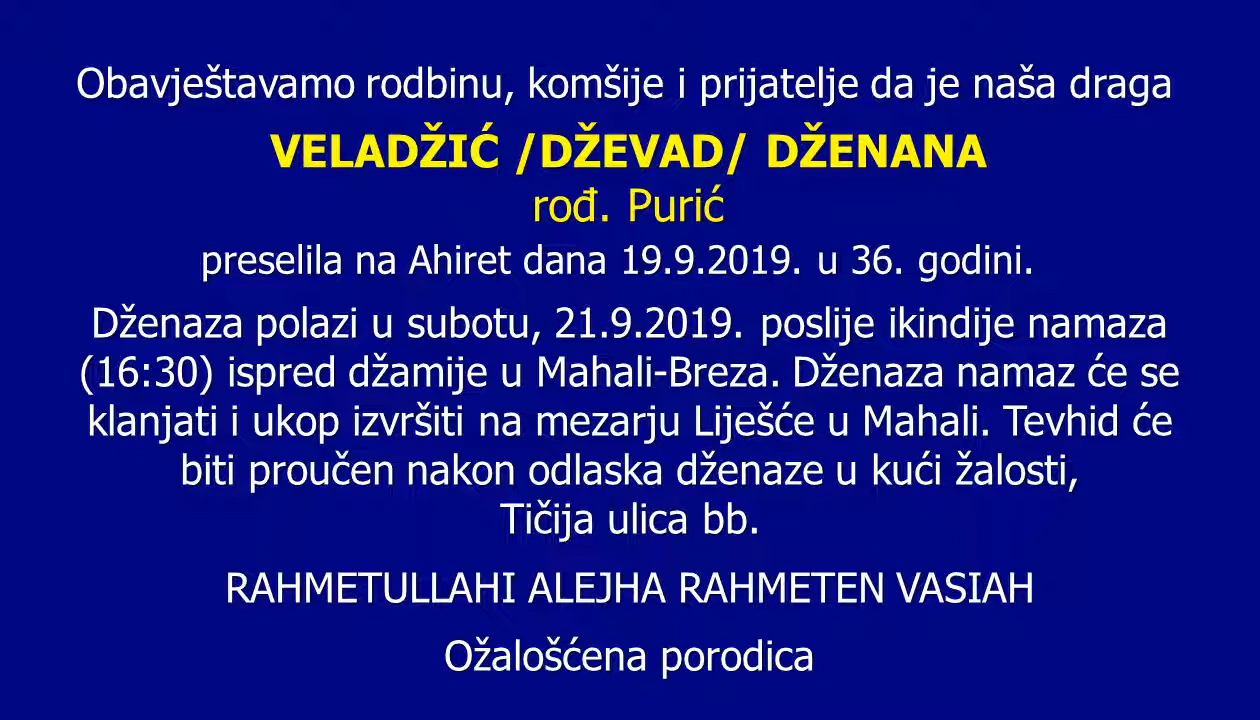 Obavještavamo rodbinu, komšije i prijatelje da je naša draga
VELADŽIĆ /DŽEVAD/ DŽENANA
rođ. Purić
preselila na Ahiret dana 19.9.2019. u 36. godini.
Dženaza polazi u subotu, 21.9.2019. poslije ikindije namaza
(16:30) ispred džamije u Mahali-Breza. Dženaza namaz će se
klanjati i ukop izvršiti na mezarju Liješće u Mahali. Tevhid će
biti proučen nakon odlaska dženaze u kući žalosti,
Tičija ulica bb.
RAHMETULLAHI ALEJHA RAHMETEN VASIAH
Ožalošćena porodica